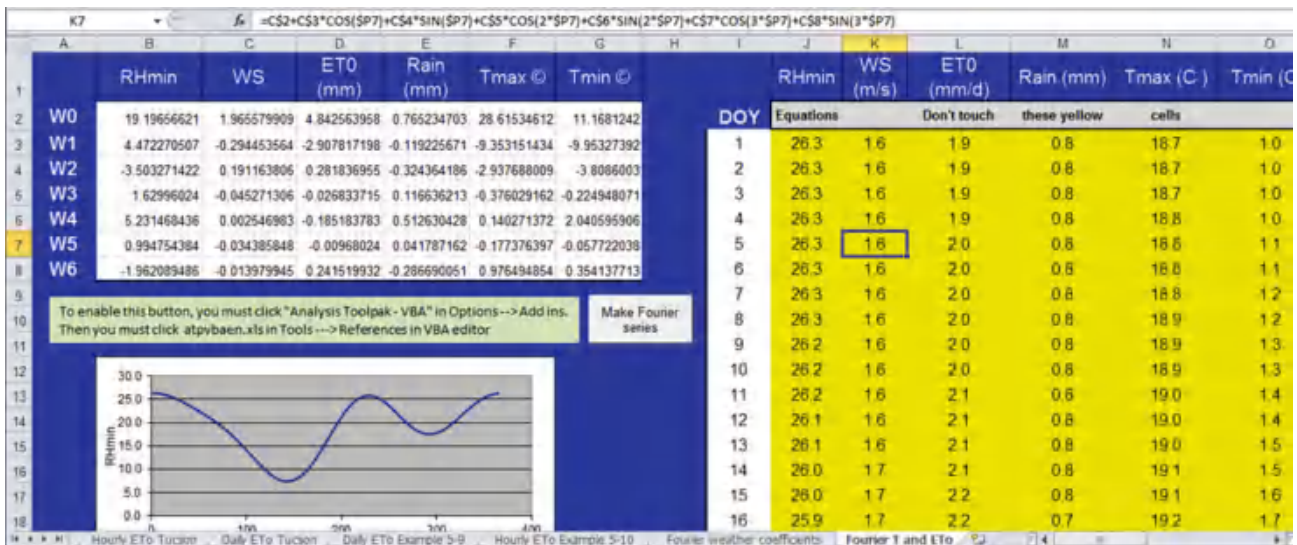 K7 fx =C$2+C$3*COS($P7)+C$4*SIN($P7)+C$5*COS(2*$P7)+C$6*SIN(2*$P7)+C$7*COS(3*$P7)+C$8*SIN(3*$P7)
A B C D E F G H I J K L M N O
1 RHmin WS ET0 (mm) Rain (mm) Tmax © Tmin © RHmin WS (m/s) ET0 (mm/d) Rain (mm) Tmax (C ) Tmin (C
2 W0 19.19656621 1.965579909 4.842563958 0.765234703 28.61534612 11.1681242 DOY Equations Don't touch these yellow cells
3 W1 4.472270507 -0.294453564 -2.907817198 -0.119225671 -9.353151434 -9.95327392 1 26.3 1.6 1.9 0.8 18.7 1.0
4 W2 -3.503271422 0.191163806 0.281836955 -0.324364186 -2.937688009 -3.8086003 2 26.3 1.6 1.9 0.8 18.7 1.0
5 W3 1.62996024 -0.045271306 -0.026833715 0.116636213 -0.376029162 -0.224948071 3 26.3 1.6 1.9 0.8 18.7 1.0
6 W4 5.231468436 0.002546983 -0.185183783 0.512630428 0.140271372 2.040595906 4 26.3 1.6 1.9 0.8 18.8 1.0
7 W5 0.994754384 -0.034385848 -0.00968024 0.041787162 -0.177376397 -0.057722038 5 26.3 1.6 2.0 0.8 18.8 1.1
8 W6 -1.962089486 -0.013979945 0.241519932 -0.286690051 0.976494854 0.354137713 6 26.3 1.6 2.0 0.8 18.8 1.1
9 7 26.3 1.6 2.0 0.8 18.8 1.2
To enable this button, you must click "Analysis Toolpak - VBA" in Options-->Add ins.
Then you must click atpvbaen.xls in Tools --->References in VBA editor
Make Fourier
series
10 8 26.3 1.6 2.0 0.8 18.9 1.2
11 9 26.2 1.6 2.0 0.8 18.9 1.3
12 10 26.2 1.6 2.0 0.8 18.9 1.3
13 11 26.2 1.6 2.1 0.8 19.0 1.4
14 12 26.1 1.6 2.1 0.8 19.0 1.4
15 13 26.1 1.6 2.1 0.8 19.0 1.5
16 14 26.0 1.7 2.1 0.8 19.1 1.5
17 15 26.0 1.7 2.2 0.8 19.1 1.6
18 16 25.9 1.7 2.2 0.7 19.2 1.7
RHmin
30.0
25.0
20.0
15.0
10.0
5.0
0.0
0 100 200 300 400
Hourly ETo Tucson Daily ETo Tucson Daily ETo Example 5-9 Hourly ETo Example 5-10 Fourier weather coefficients Fourier T and ETo